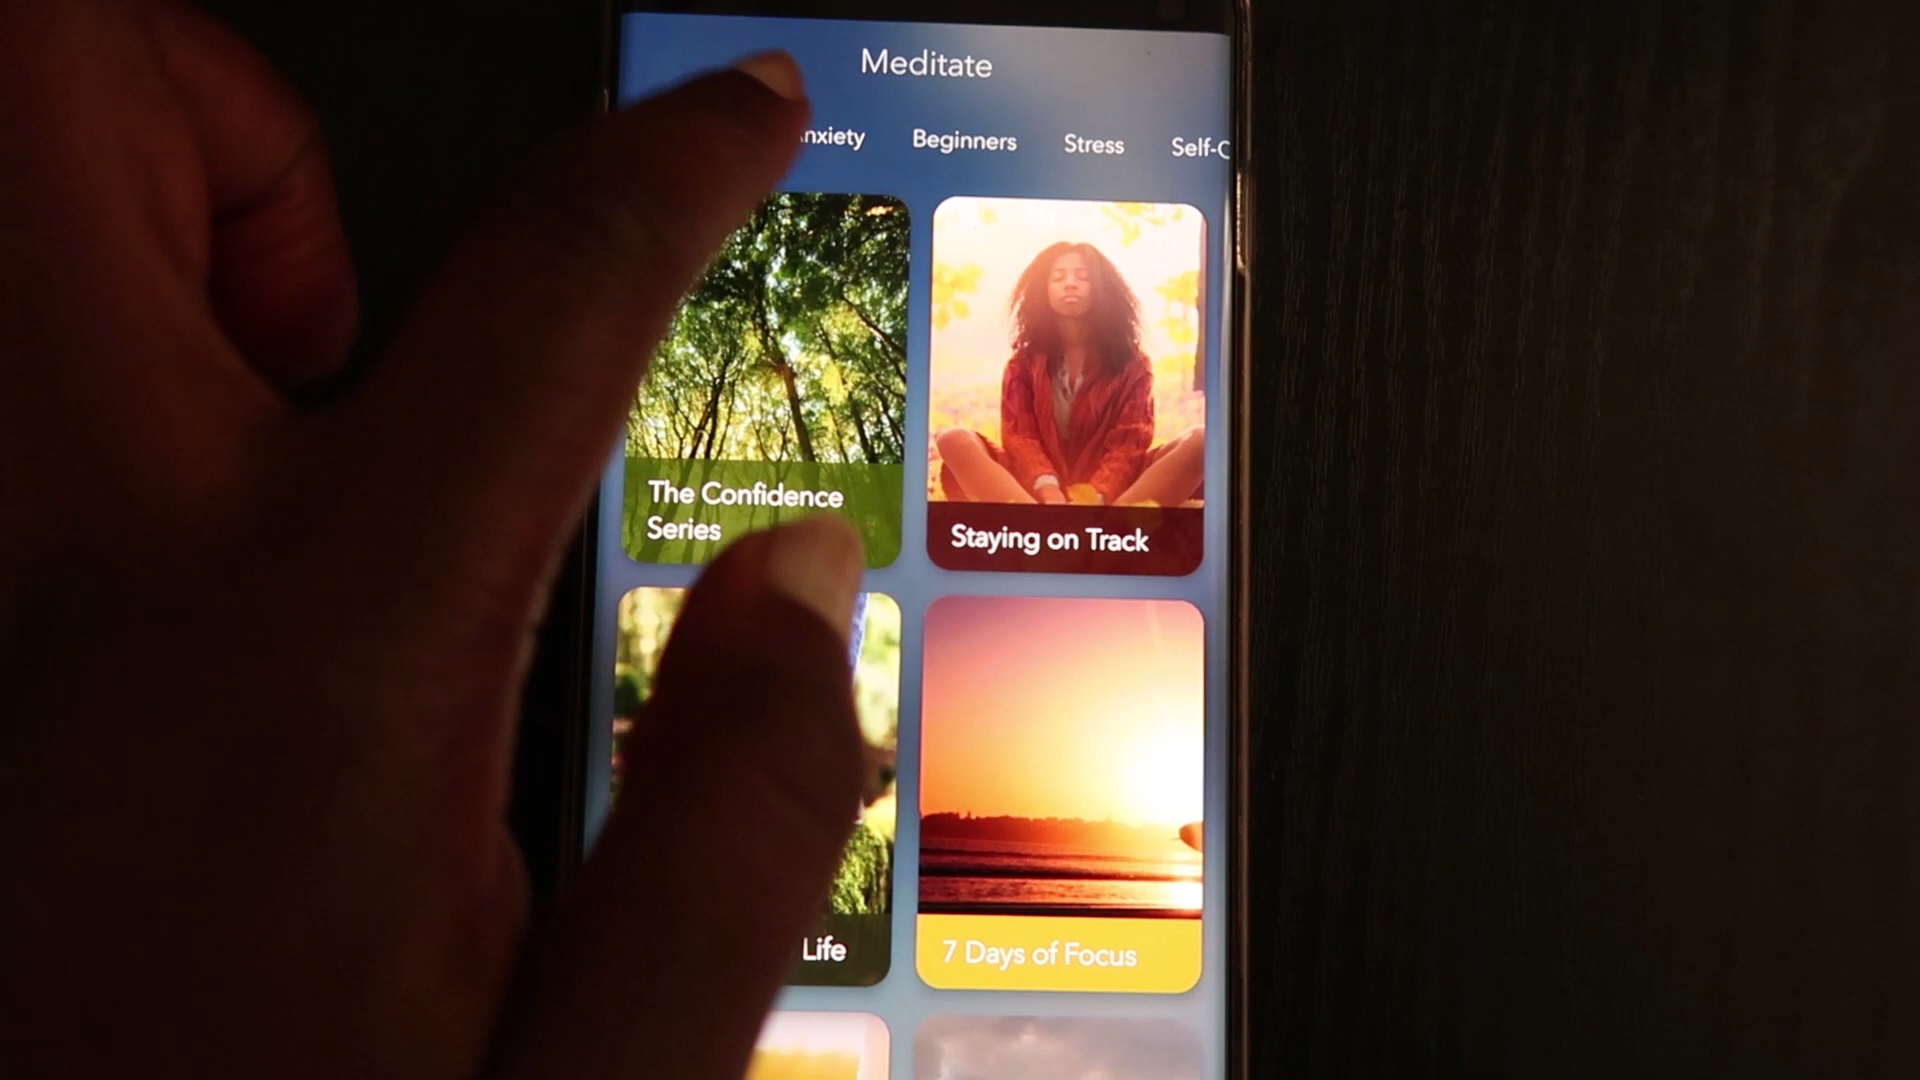 Meditate
nxiety Beginners Stress Self-C
The Confidence
Series
Staying on Track
Life
7 Days of Focus